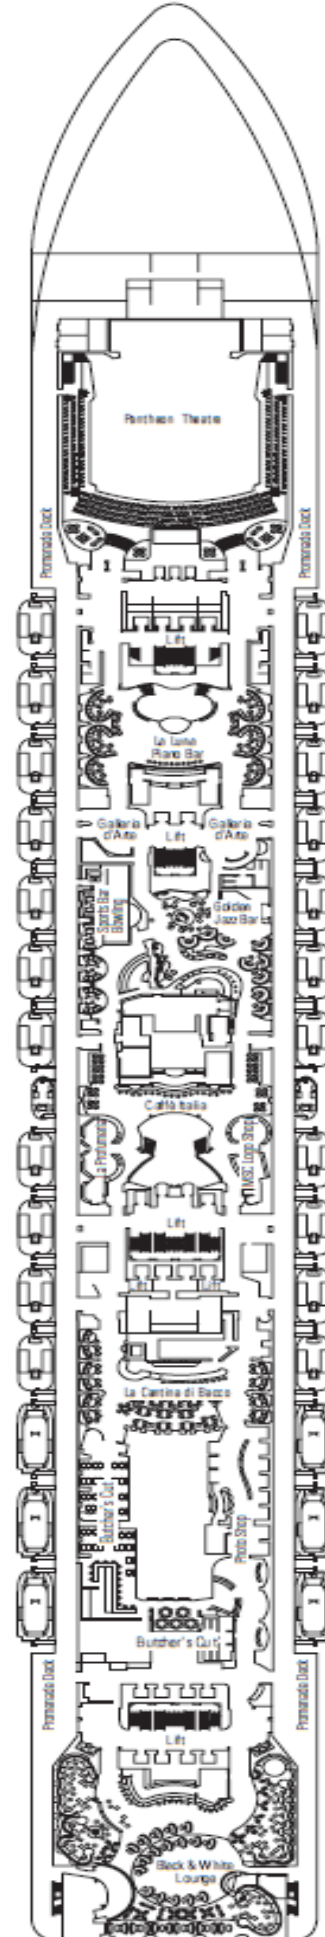 Pantheon Theatre
Promenade Deck
Promenade Deck
Lift
La Luna
Piano Bar
Galleria
d'Arte
Lift
Galleria
d'Arte
Sports Bar
Bowling
Golden
Jazz Bar
Caffè Italia
MSC Logo Shop
Lift
Lift
Lift
La Cantina di Bacco
Butcher's Cut
Photo Shop
Butcher's Cut
Promenade Deck
Promenade Deck
Lift
Black & White
Lounge